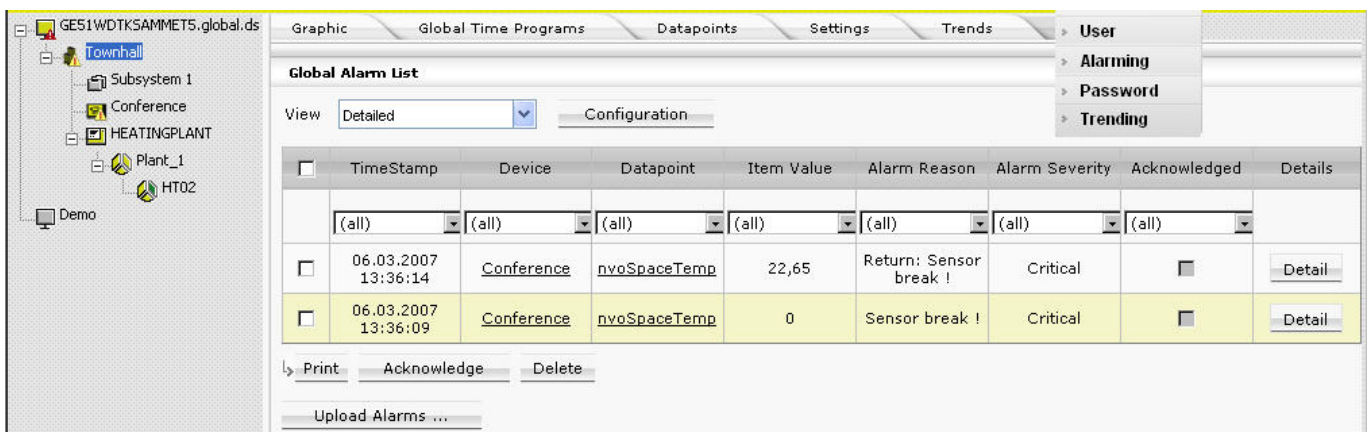 GE51WDTKSAMMET5.global.ds
Townhall
Subsystem 1
Conference
HEATINGPLANT
Plant_1
HT02
Demo
Graphic Global Time Programs Datapoints Settings Trends
User
Alarming
Password
Trending
Global Alarm List
View Detailed Configuration
TimeStamp Device Datapoint Item Value Alarm Reason Alarm Severity Acknowledged Details
(all) (all) (all) (all) (all) (all) (all)
06.03.2007 13:36:14 Conference nvoSpaceTemp 22,65 Return: Sensor break ! Critical Detail
06.03.2007 13:36:09 Conference nvoSpaceTemp 0 Sensor break ! Critical Detail
Print Acknowledge Delete
Upload Alarms ...